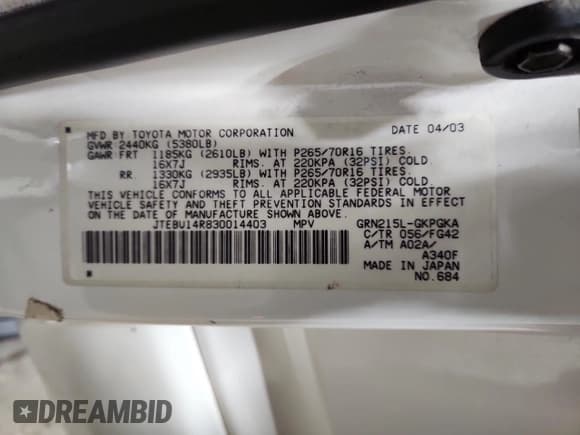 MFD BY TOYOTA MOTOR CORPORATION DATE 04/03
GVWR 2440KG (5380LB)
GAWR FRT 1185KG (2610LB) WITH P265/70R16 TIRES.
16X7J RIMS. AT 220KPA (32PSI) COLD.
RR. 1330KG (2935LB) WITH P265/70R16 TIRES.
16X7J RIMS. AT 220KPA (32PSI) COLD.
THIS VEHICLE CONFORMS TO ALL APPLICABLE FEDERAL MOTOR
VEHICLE SAFETY AND THEFT PREVENTION STANDARDS IN EFFECT
ON THE DATE OF MANUFACTURE SHOWN ABOVE.
JTEBU14R830014403 MPV GRN215L-GKPGKA
C/TR 056/FG42
A/TM A02A/
A340F
MADE IN JAPAN
NO.684
DREAMBID